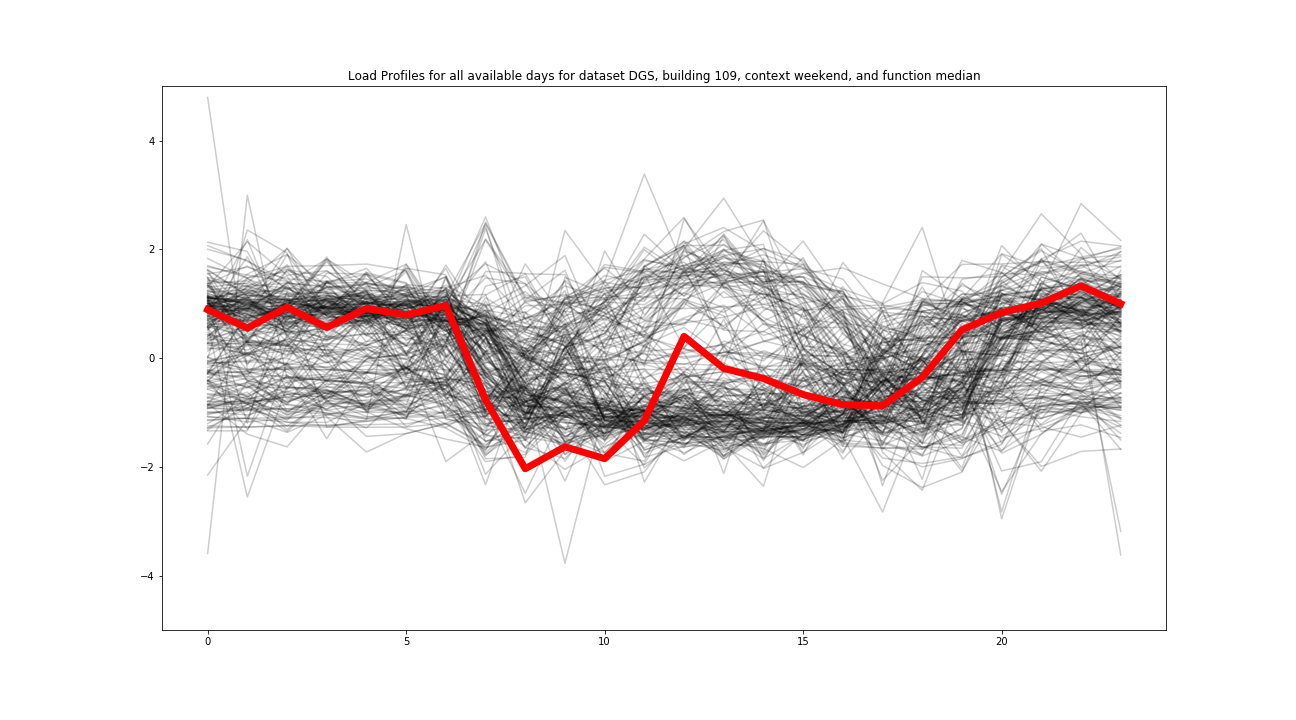 Load Profiles for all available days for dataset DGS, building 109, context weekend, and function median
4
2
0
−2
−4
0 5 10 15 20